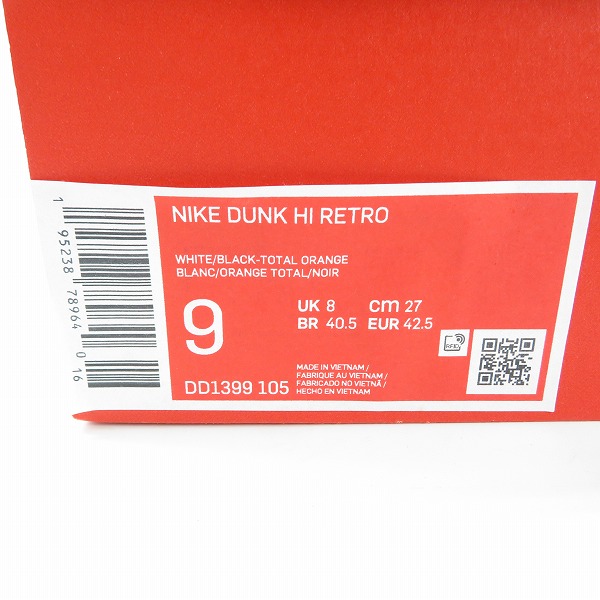 NIKE DUNK HI RETRO
WHITE/BLACK-TOTAL ORANGE
BLANC/ORANGE TOTAL/NOIR
9
UK 8 cm 27
BR 40.5 EUR 42.5
RFID
DD1399 105
MADE IN VIETNAM /
FABRIQUE AU VIETNAM /
FABRICADO NO VIETNÃ /
HECHO EN VIETNAM
1 95238 78964 0 16